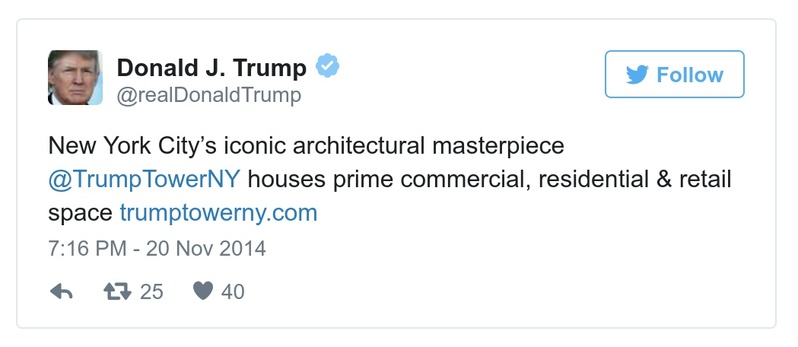 Donald J. Trump
@realDonaldTrump
Follow
New York City’s iconic architectural masterpiece
@TrumpTowerNY houses prime commercial, residential & retail
space trumptowerny.com
7:16 PM - 20 Nov 2014
25 40